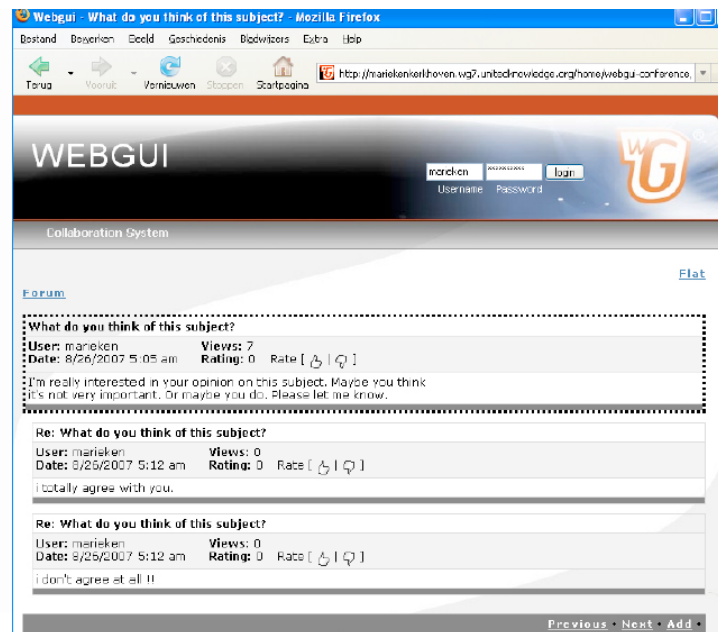 Webgui - What do you think of this subject? - Mozilla Firefox
Bestand Bewerken Beeld Geschiedenis Bladwijzers Extra Help
Terug Vooruit Vernieuwen Stoppen Startpagina http://mariekenkerkhoven.wg7.unitedknowledge.org/home/webgui-conference,
WEBGUI
marieken ********** login
Username Password
Collaboration System
Flat
Forum
What do you think of this subject?
User: marieken Views: 7
Date: 8/26/2007 5:05 am Rating: 0 Rate [ | ]
I'm really interested in your opinion on this subject. Maybe you think
it's not very important. Or maybe you do. Please let me know.
Re: What do you think of this subject?
User: marieken Views: 0
Date: 8/26/2007 5:12 am Rating: 0 Rate [ | ]
i totally agree with you.
Re: What do you think of this subject?
User: marieken Views: 0
Date: 8/26/2007 5:12 am Rating: 0 Rate [ | ]
i don't agree at all !!
Previous · Next · Add ·